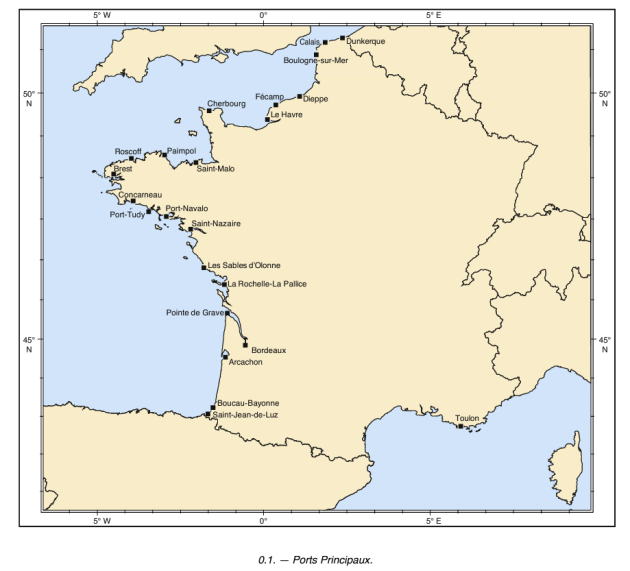 5° W 0° 5° E
Calais
Dunkerque
Boulogne-sur-Mer
50°
N
50°
N
Fécamp
Dieppe
Cherbourg
Le Havre
Roscoff
Paimpol
Brest
Saint-Malo
Concarneau
Port-Navalo
Port-Tudy
Saint-Nazaire
Les Sables d'Olonne
La Rochelle-La Pallice
Pointe de Grave
45°
N
45°
N
Bordeaux
Arcachon
Boucau-Bayonne
Saint-Jean-de-Luz
Toulon
5° W 0° 5° E
0.1. — Ports Principaux.